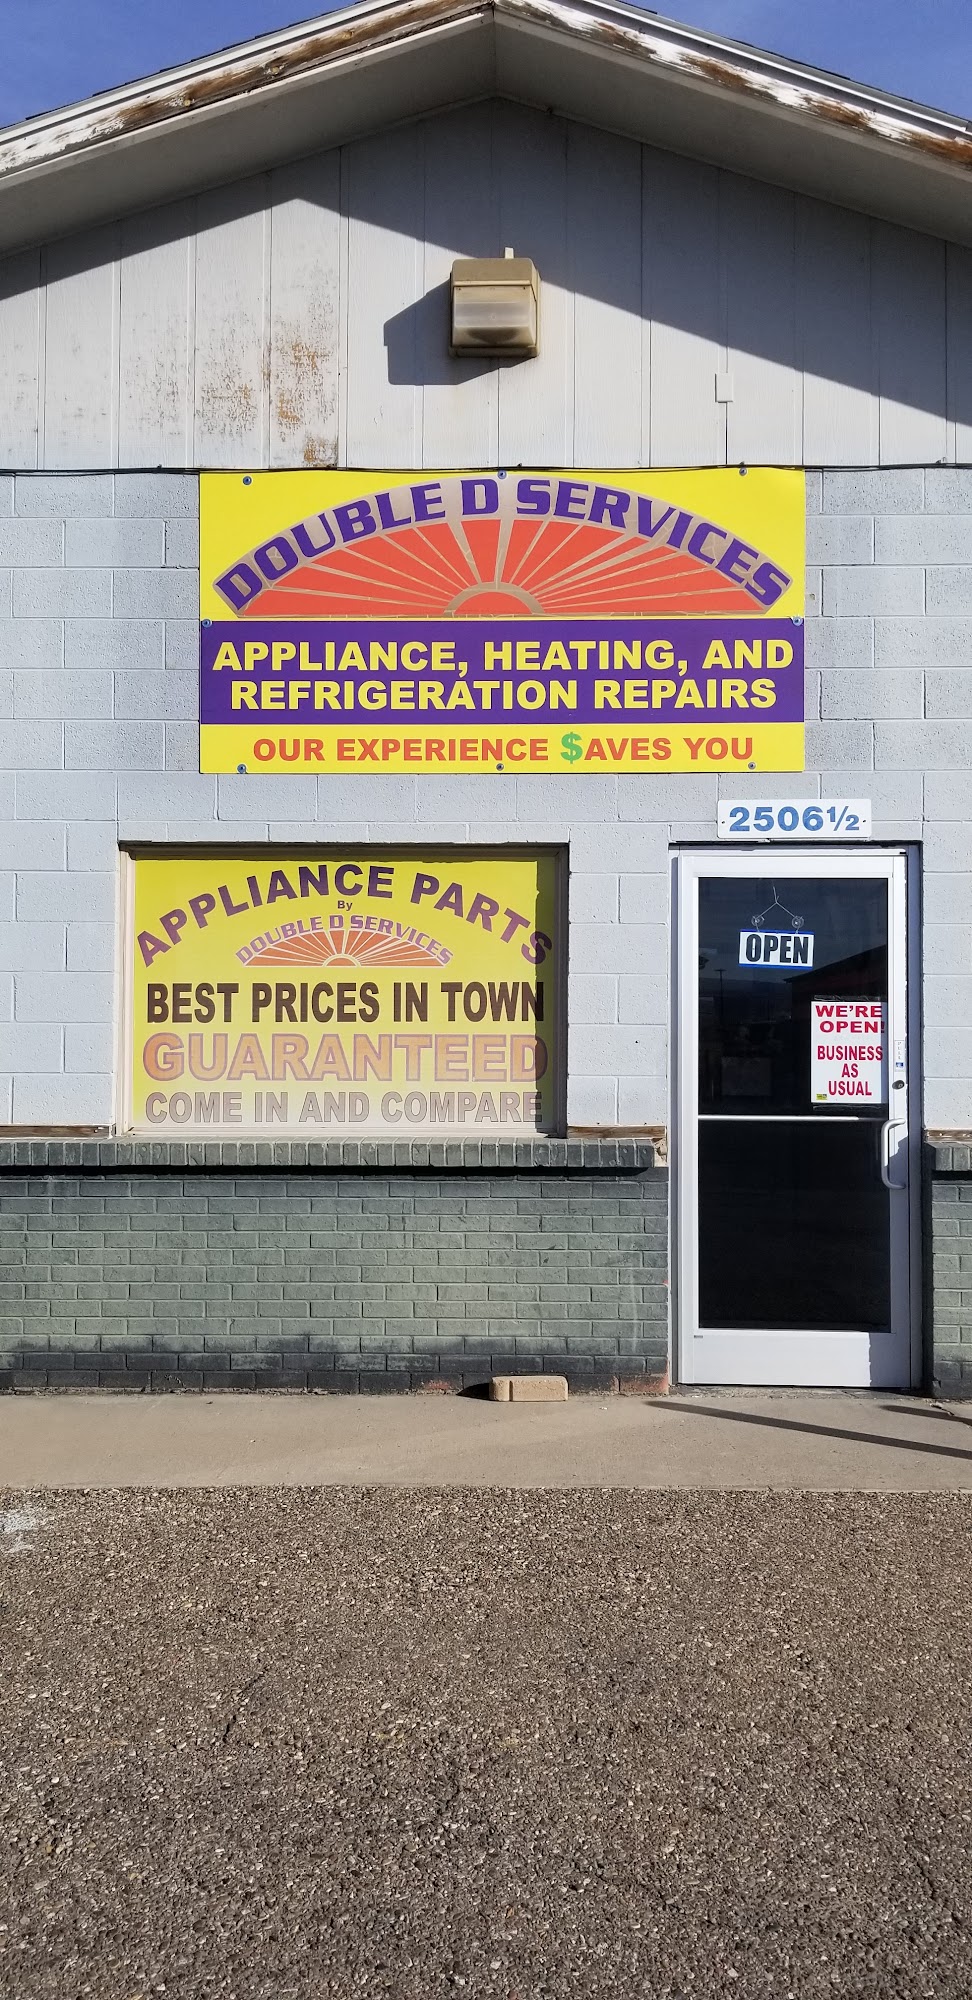 DOUBLE D SERVICES
APPLIANCE, HEATING, AND
REFRIGERATION REPAIRS
OUR EXPERIENCE $AVES YOU
2506½
APPLIANCE PARTS
By
DOUBLE D SERVICES
BEST PRICES IN TOWN
GUARANTEED
COME IN AND COMPARE
OPEN
WE'RE
OPEN!
BUSINESS
AS
USUAL